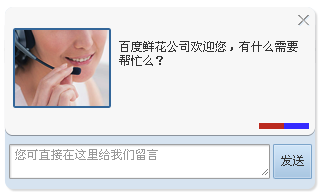 百度鲜花公司欢迎您，有什么需要
帮忙么？
您可直接在这里给我们留言
发送